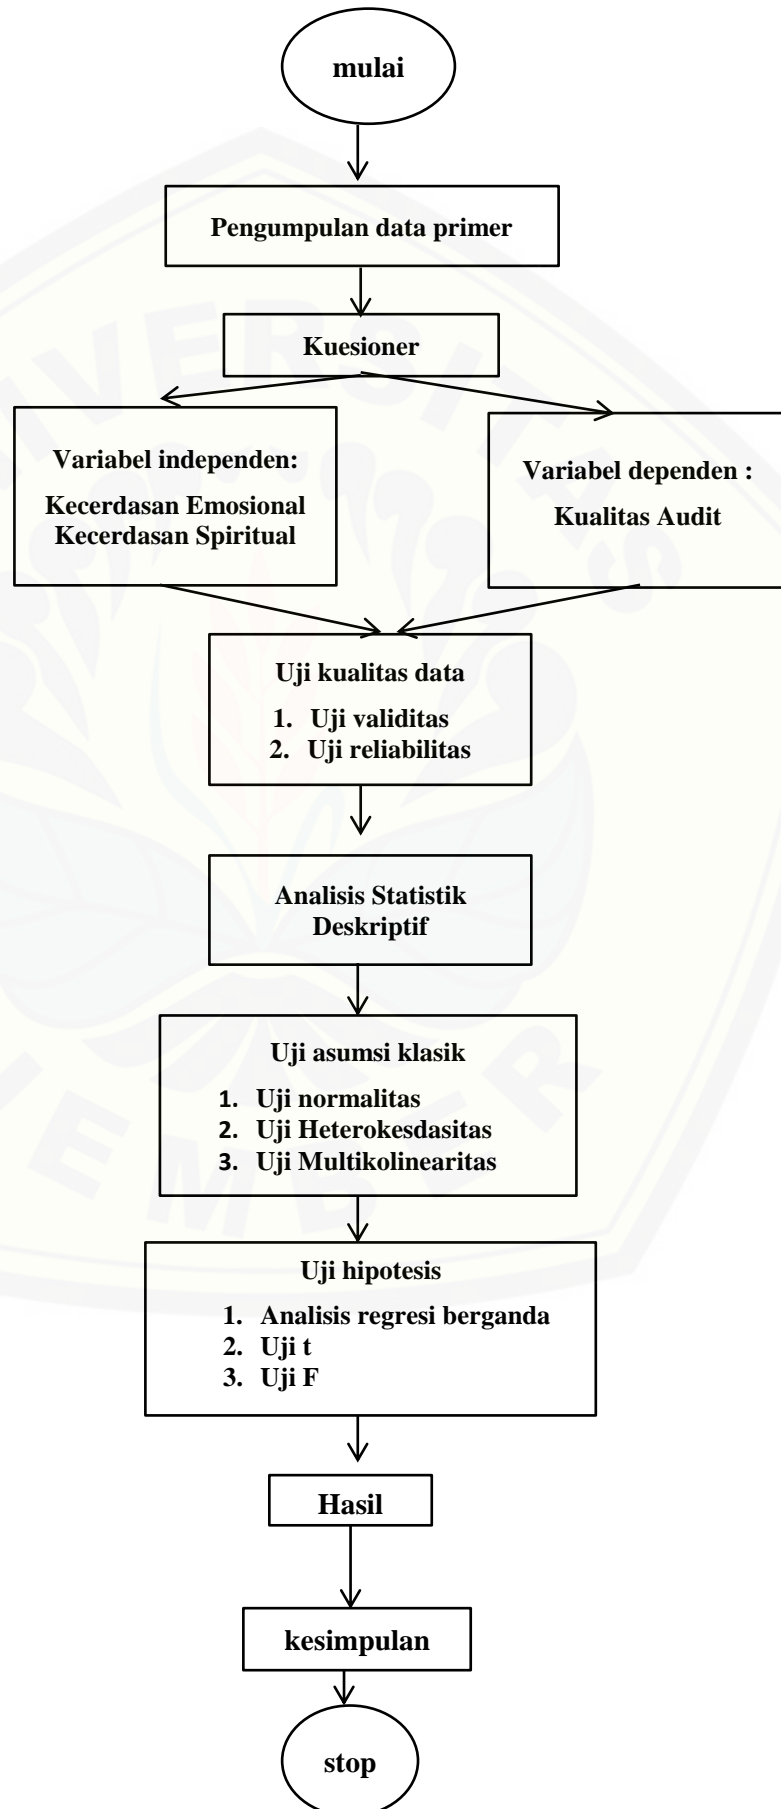 mulai
Pengumpulan data primer
Kuesioner
Variabel independen:
Kecerdasan Emosional
Kecerdasan Spiritual
Variabel dependen :
Kualitas Audit
Uji kualitas data
1. Uji validitas
2. Uji reliabilitas
Analisis Statistik
Deskriptif
Uji asumsi klasik
1. Uji normalitas
2. Uji Heterokesdasitas
3. Uji Multikolinearitas
Uji hipotesis
1. Analisis regresi berganda
2. Uji t
3. Uji F
Hasil
kesimpulan
stop